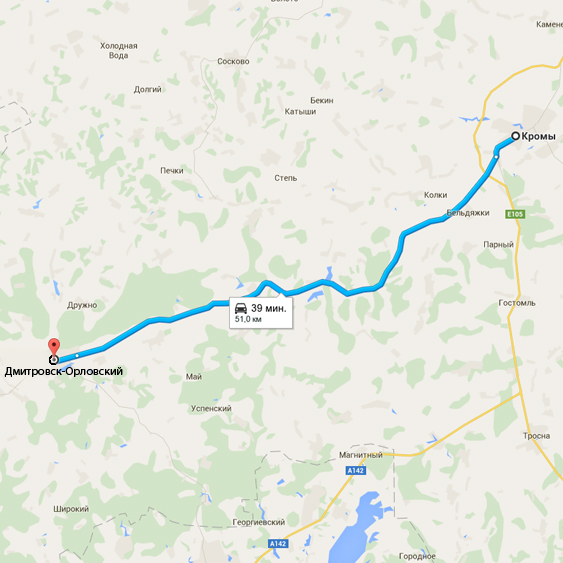 Камене
Холодная
Вода
Сосково
Долгий
Бекин
Катыши
Кромы
Печки
Степь
Колки
Бельдяжки
E105
Парный
Дружно
39 мин.
51,0 км
Гостомль
Дмитровск-Орловский
Май
Успенский
Тросна
Магнитный
A142
Широкий
Георгиевский
A142
Городное